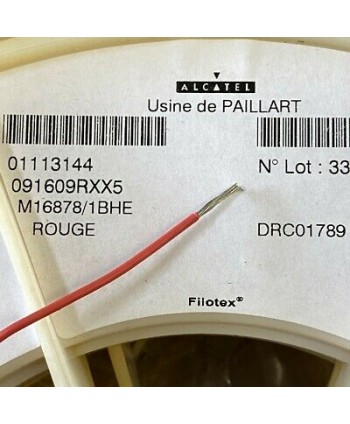 ALCATEL
Usine de PAILLART
01113144
N° Lot : 33
091609RXX5
M16878/1BHE
ROUGE
DRC01789
Filotex®